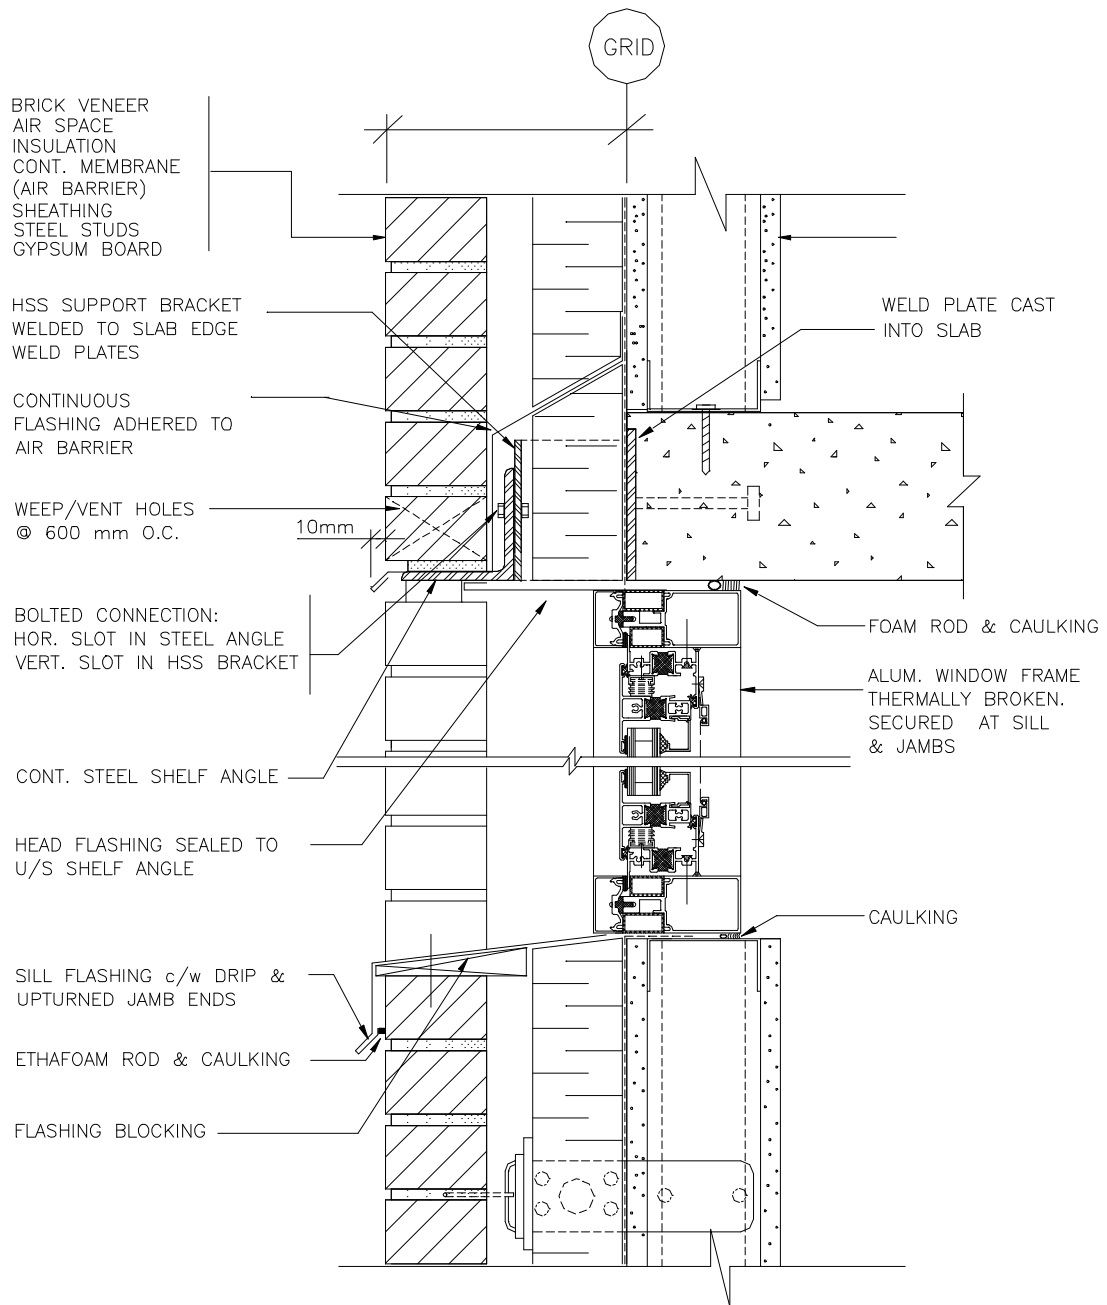 GRID
BRICK VENEER
AIR SPACE
INSULATION
CONT. MEMBRANE
(AIR BARRIER)
SHEATHING
STEEL STUDS
GYPSUM BOARD
HSS SUPPORT BRACKET
WELDED TO SLAB EDGE
WELD PLATES
WELD PLATE CAST
INTO SLAB
CONTINUOUS
FLASHING ADHERED TO
AIR BARRIER
WEEP/VENT HOLES
@ 600 mm O.C.
10mm
BOLTED CONNECTION:
HOR. SLOT IN STEEL ANGLE
VERT. SLOT IN HSS BRACKET
FOAM ROD & CAULKING
ALUM. WINDOW FRAME
THERMALLY BROKEN.
SECURED AT SILL
& JAMBS
CONT. STEEL SHELF ANGLE
HEAD FLASHING SEALED TO
U/S SHELF ANGLE
CAULKING
SILL FLASHING c/w DRIP &
UPTURNED JAMB ENDS
ETHAFOAM ROD & CAULKING
FLASHING BLOCKING